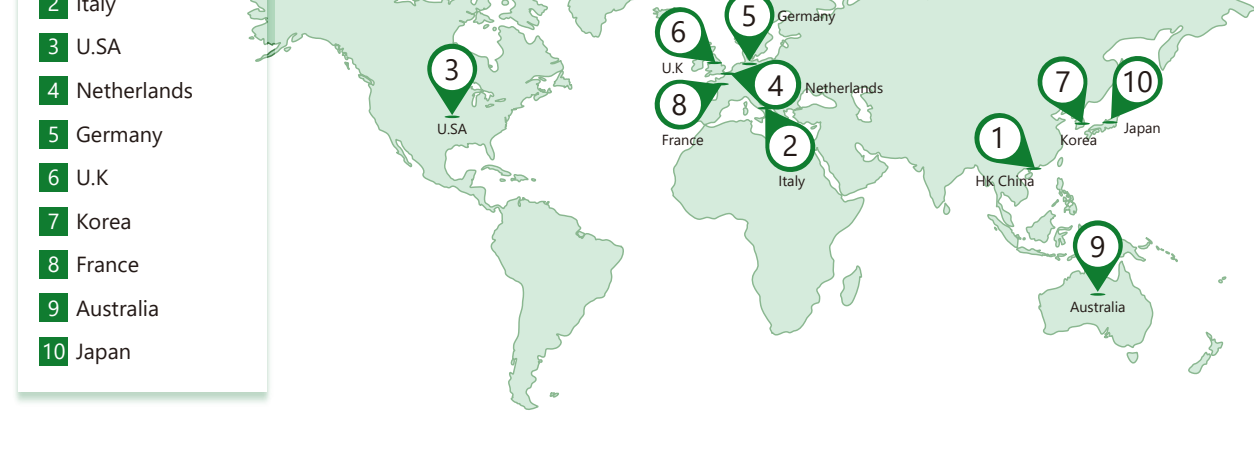 2 Italy
3 U.SA
4 Netherlands
5 Germany
6 U.K
7 Korea
8 France
9 Australia
10 Japan
5 Germany
6
U.K
3
U.SA
4 Netherlands
8
France
2
Italy
7
Korea
10
Japan
1
HK China
9
Australia